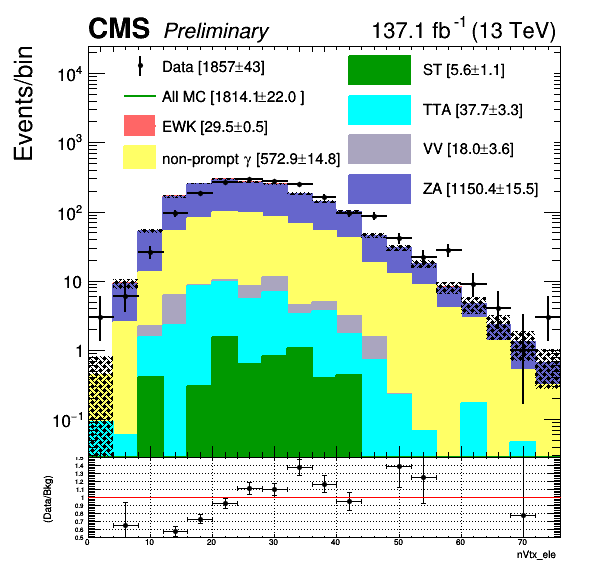 CMS Preliminary 137.1 fb⁻¹ (13 TeV)
Events/bin
10⁴
10³
10²
10
1
10⁻¹
Data [1857±43]
All MC [1814.1±22.0 ]
EWK [29.5±0.5]
non-prompt γ [572.9±14.8]
ST [5.6±1.1]
TTA [37.7±3.3]
VV [18.0±3.6]
ZA [1150.4±15.5]
(Data/Bkg)
1.5
1.4
1.3
1.2
1.1
1
0.9
0.8
0.7
0.6
0.5
0 10 20 30 40 50 60 70
nVtx_ele